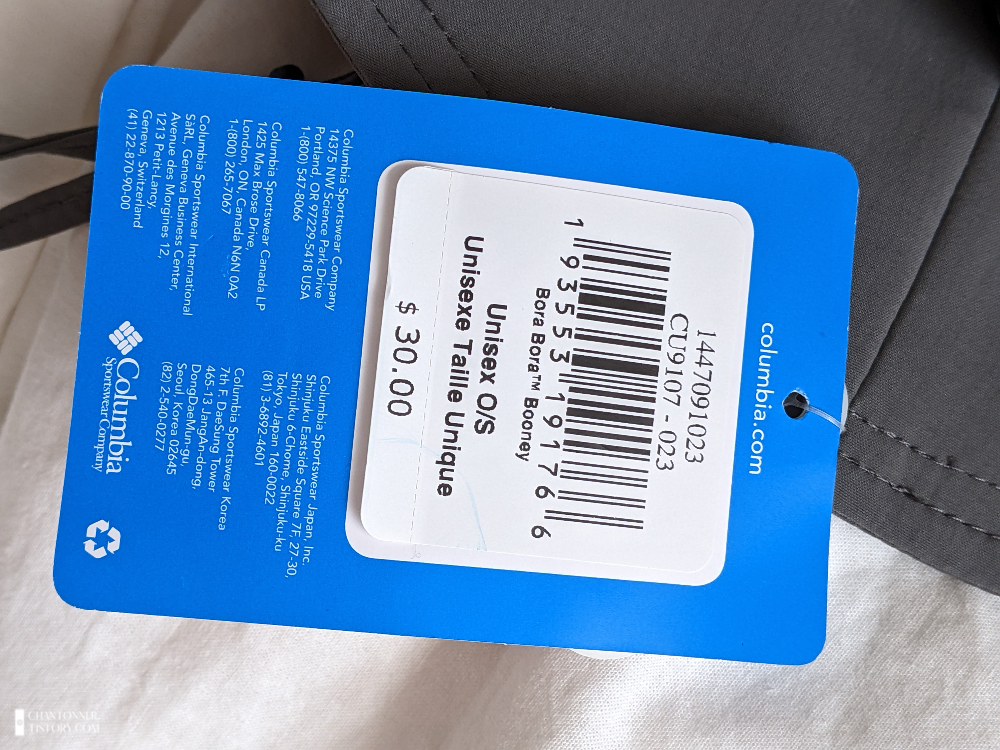 columbia.com
1447091023
CU9107 - 023
1 93553 19176 6
Bora Bora™ Booney
Unisex O/S
Unisexe Taille Unique
$ 30.00
Columbia Sportswear Company
14375 NW Science Park Drive
Portland, OR 97229-5418 USA
1-(800) 547-8066
Columbia Sportswear Canada LP
1425 Max Brose Drive,
London, ON, Canada N6N 0A2
1-(800) 265-7067
Columbia Sportswear International
SàRL, Geneva Business Center,
Avenue des Morgines 12,
1213 Petit-Lancy,
Geneva, Switzerland
(41) 22-870-90-00
Columbia Sportswear Japan, Inc.
Shinjuku Eastside Square 7F, 27-30,
Shinjuku 6-Chome, Shinjuku-ku
Tokyo, Japan 160-0022
(81) 3-6892-4601
Columbia Sportswear Korea
7th F. DaeSung Tower
465-13 JangAn-dong,
DongDaeMun-gu,
Seoul, Korea 02645
(82) 2-540-0277
Columbia
Sportswear Company
CHANTONNUE
TISTORY.COM